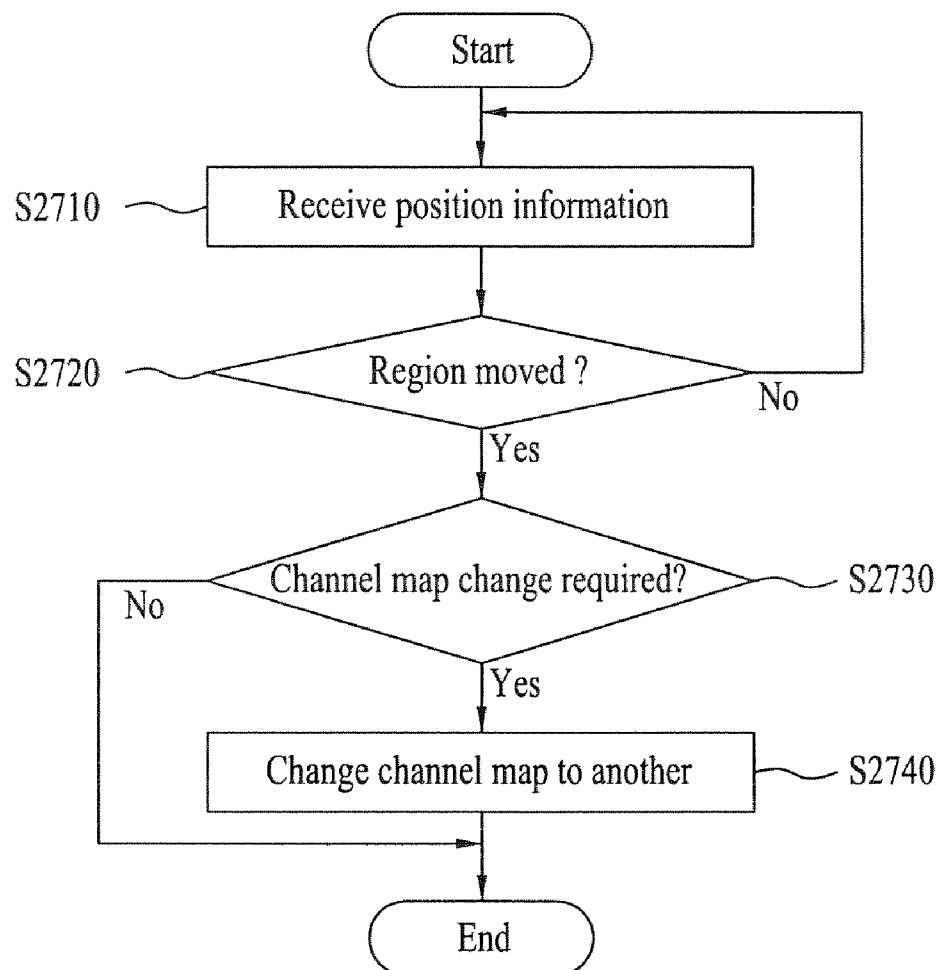 Start
S2710
Receive position information
S2720
Region moved ?
No
Yes
Channel map change required?
S2730
No
Yes
Change channel map to another
S2740
End